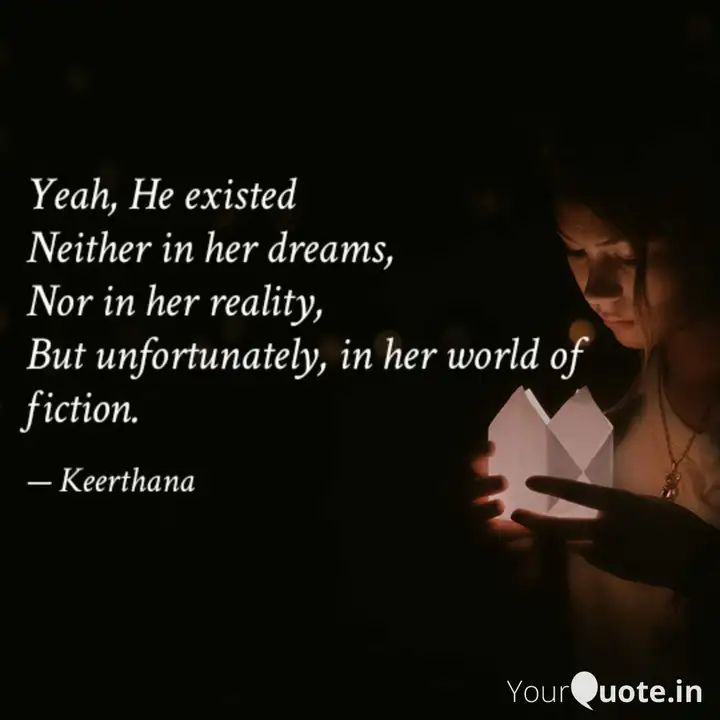 Yeah, He existed
Neither in her dreams,
Nor in her reality,
But unfortunately, in her world of
fiction.
— Keerthana
YourQuote.in